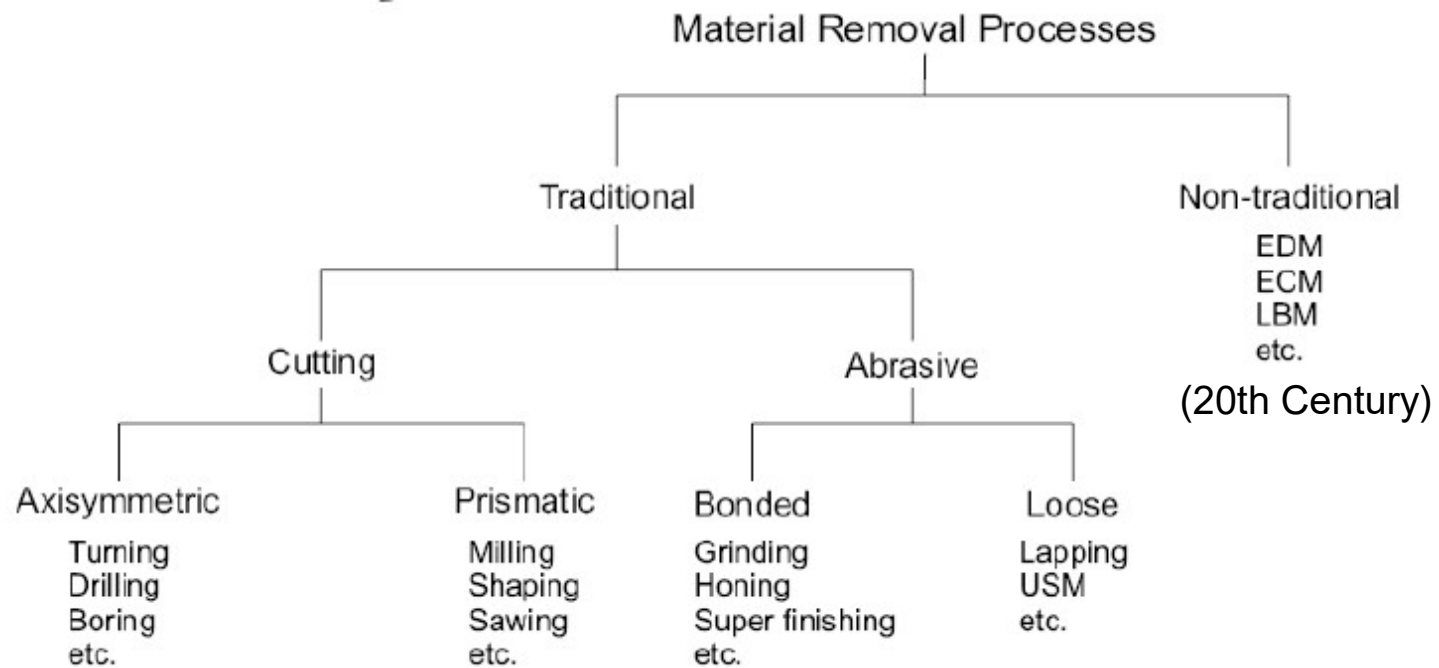 Material Removal Processes
Traditional
Non-traditional
EDM
ECM
LBM
etc.
(20th Century)
Cutting
Abrasive
Axisymmetric
Turning
Drilling
Boring
etc.
Prismatic
Milling
Shaping
Sawing
etc.
Bonded
Grinding
Honing
Super finishing
etc.
Loose
Lapping
USM
etc.